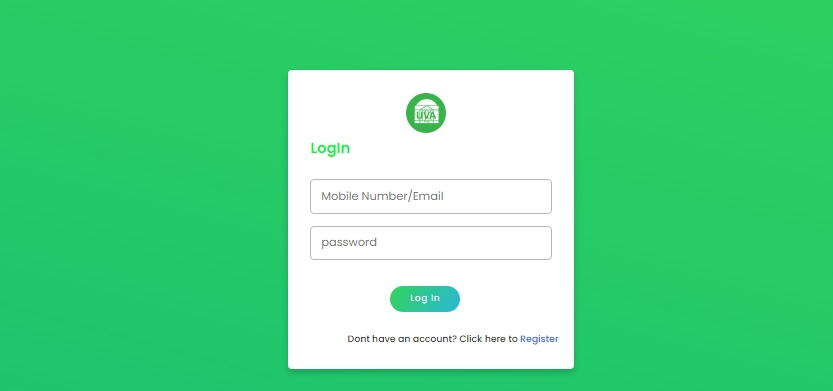 UVA
LogIn
Mobile Number/Email
password
Log In
Dont have an account? Click here to Register